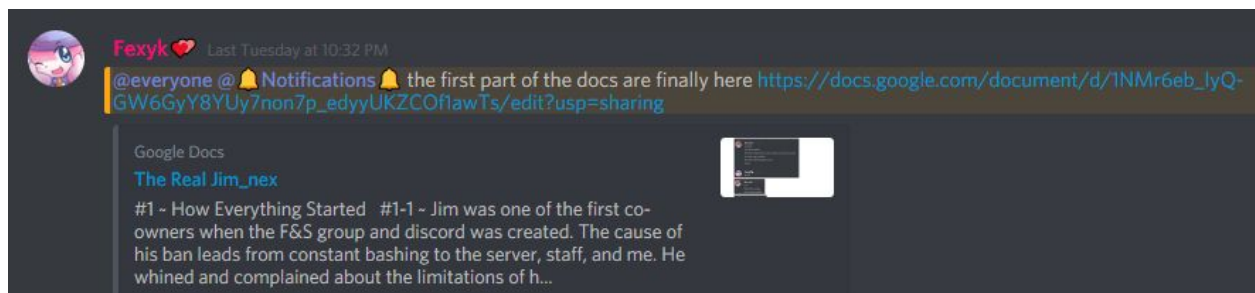 Fexyk💕 Last Tuesday at 10:32 PM
@everyone @🔔Notifications🔔 the first part of the docs are finally here https://docs.google.com/document/d/1NMr6eb_lyQ-
GW6GyY8YUy7non7p_edyyUKZCOf1awTs/edit?usp=sharing
Google Docs
The Real Jim_nex
#1 ~ How Everything Started #1-1 ~ Jim was one of the first co-
owners when the F&S group and discord was created. The cause of
his ban leads from constant bashing to the server, staff, and me. He
whined and complained about the limitations of h...